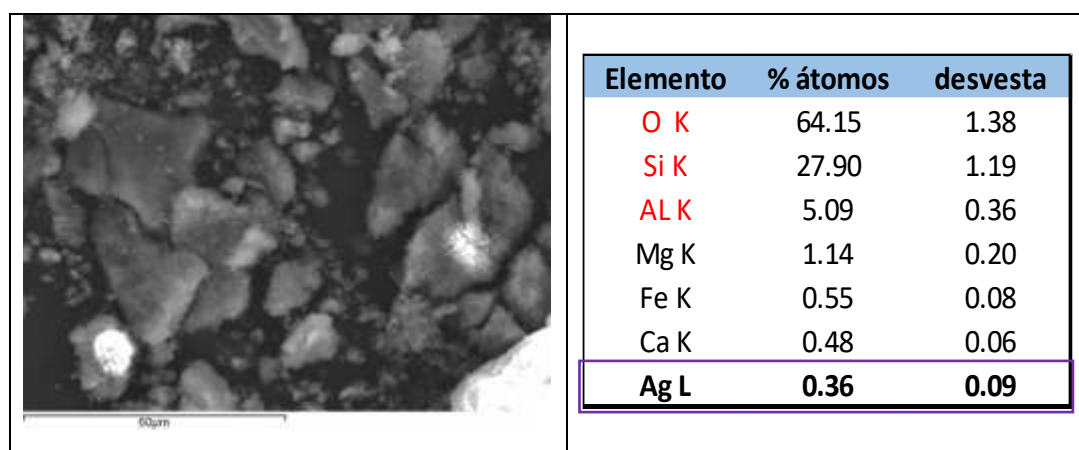 Elemento % átomos desvesta
O K 64.15 1.38
Si K 27.90 1.19
AL K 5.09 0.36
Mg K 1.14 0.20
Fe K 0.55 0.08
Ca K 0.48 0.06
Ag L 0.36 0.09
60µm